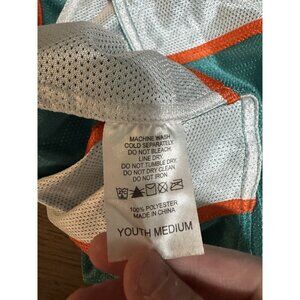 MACHINE WASH
COLD SEPARATELY
DO NOT BLEACH
LINE DRY
DO NOT TUMBLE DRY
DO NOT DRY CLEAN
DO NOT IRON
100% POLYESTER
MADE IN CHINA
YOUTH MEDIUM